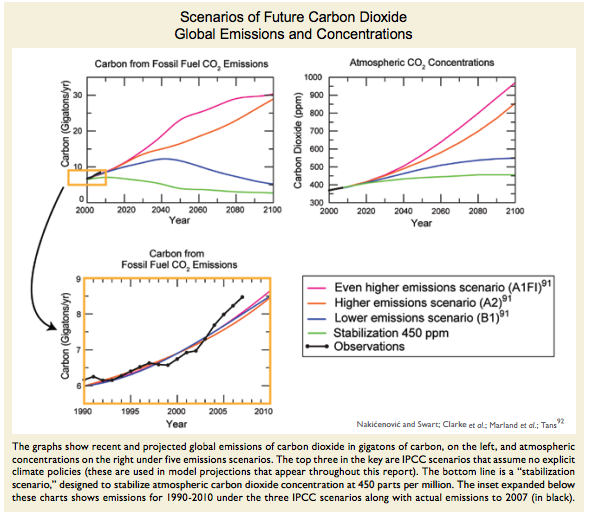 Scenarios of Future Carbon Dioxide
Global Emissions and Concentrations
Carbon from Fossil Fuel CO₂ Emissions
30
20
10
0
Carbon (Gigatons/yr)
2000 2020 2040 2060 2080 2100
Year
Atmospheric CO₂ Concentrations
1000
900
800
700
600
500
400
300
Carbon Dioxide (ppm)
2000 2020 2040 2060 2080 2100
Year
Carbon from
Fossil Fuel CO₂ Emissions
9
8
7
6
Carbon (Gigatons/yr)
1990 1995 2000 2005 2010
Year
Even higher emissions scenario (A1FI)⁹¹
Higher emissions scenario (A2)⁹¹
Lower emissions scenario (B1)⁹¹
Stabilization 450 ppm
Observations
Nakićenović and Swart; Clarke et al.; Marland et al.; Tans⁹²
The graphs show recent and projected global emissions of carbon dioxide in gigatons of carbon, on the left, and atmospheric
concentrations on the right under five emissions scenarios. The top three in the key are IPCC scenarios that assume no explicit
climate policies (these are used in model projections that appear throughout this report). The bottom line is a “stabilization
scenario,” designed to stabilize atmospheric carbon dioxide concentration at 450 parts per million. The inset expanded below
these charts shows emissions for 1990-2010 under the three IPCC scenarios along with actual emissions to 2007 (in black).